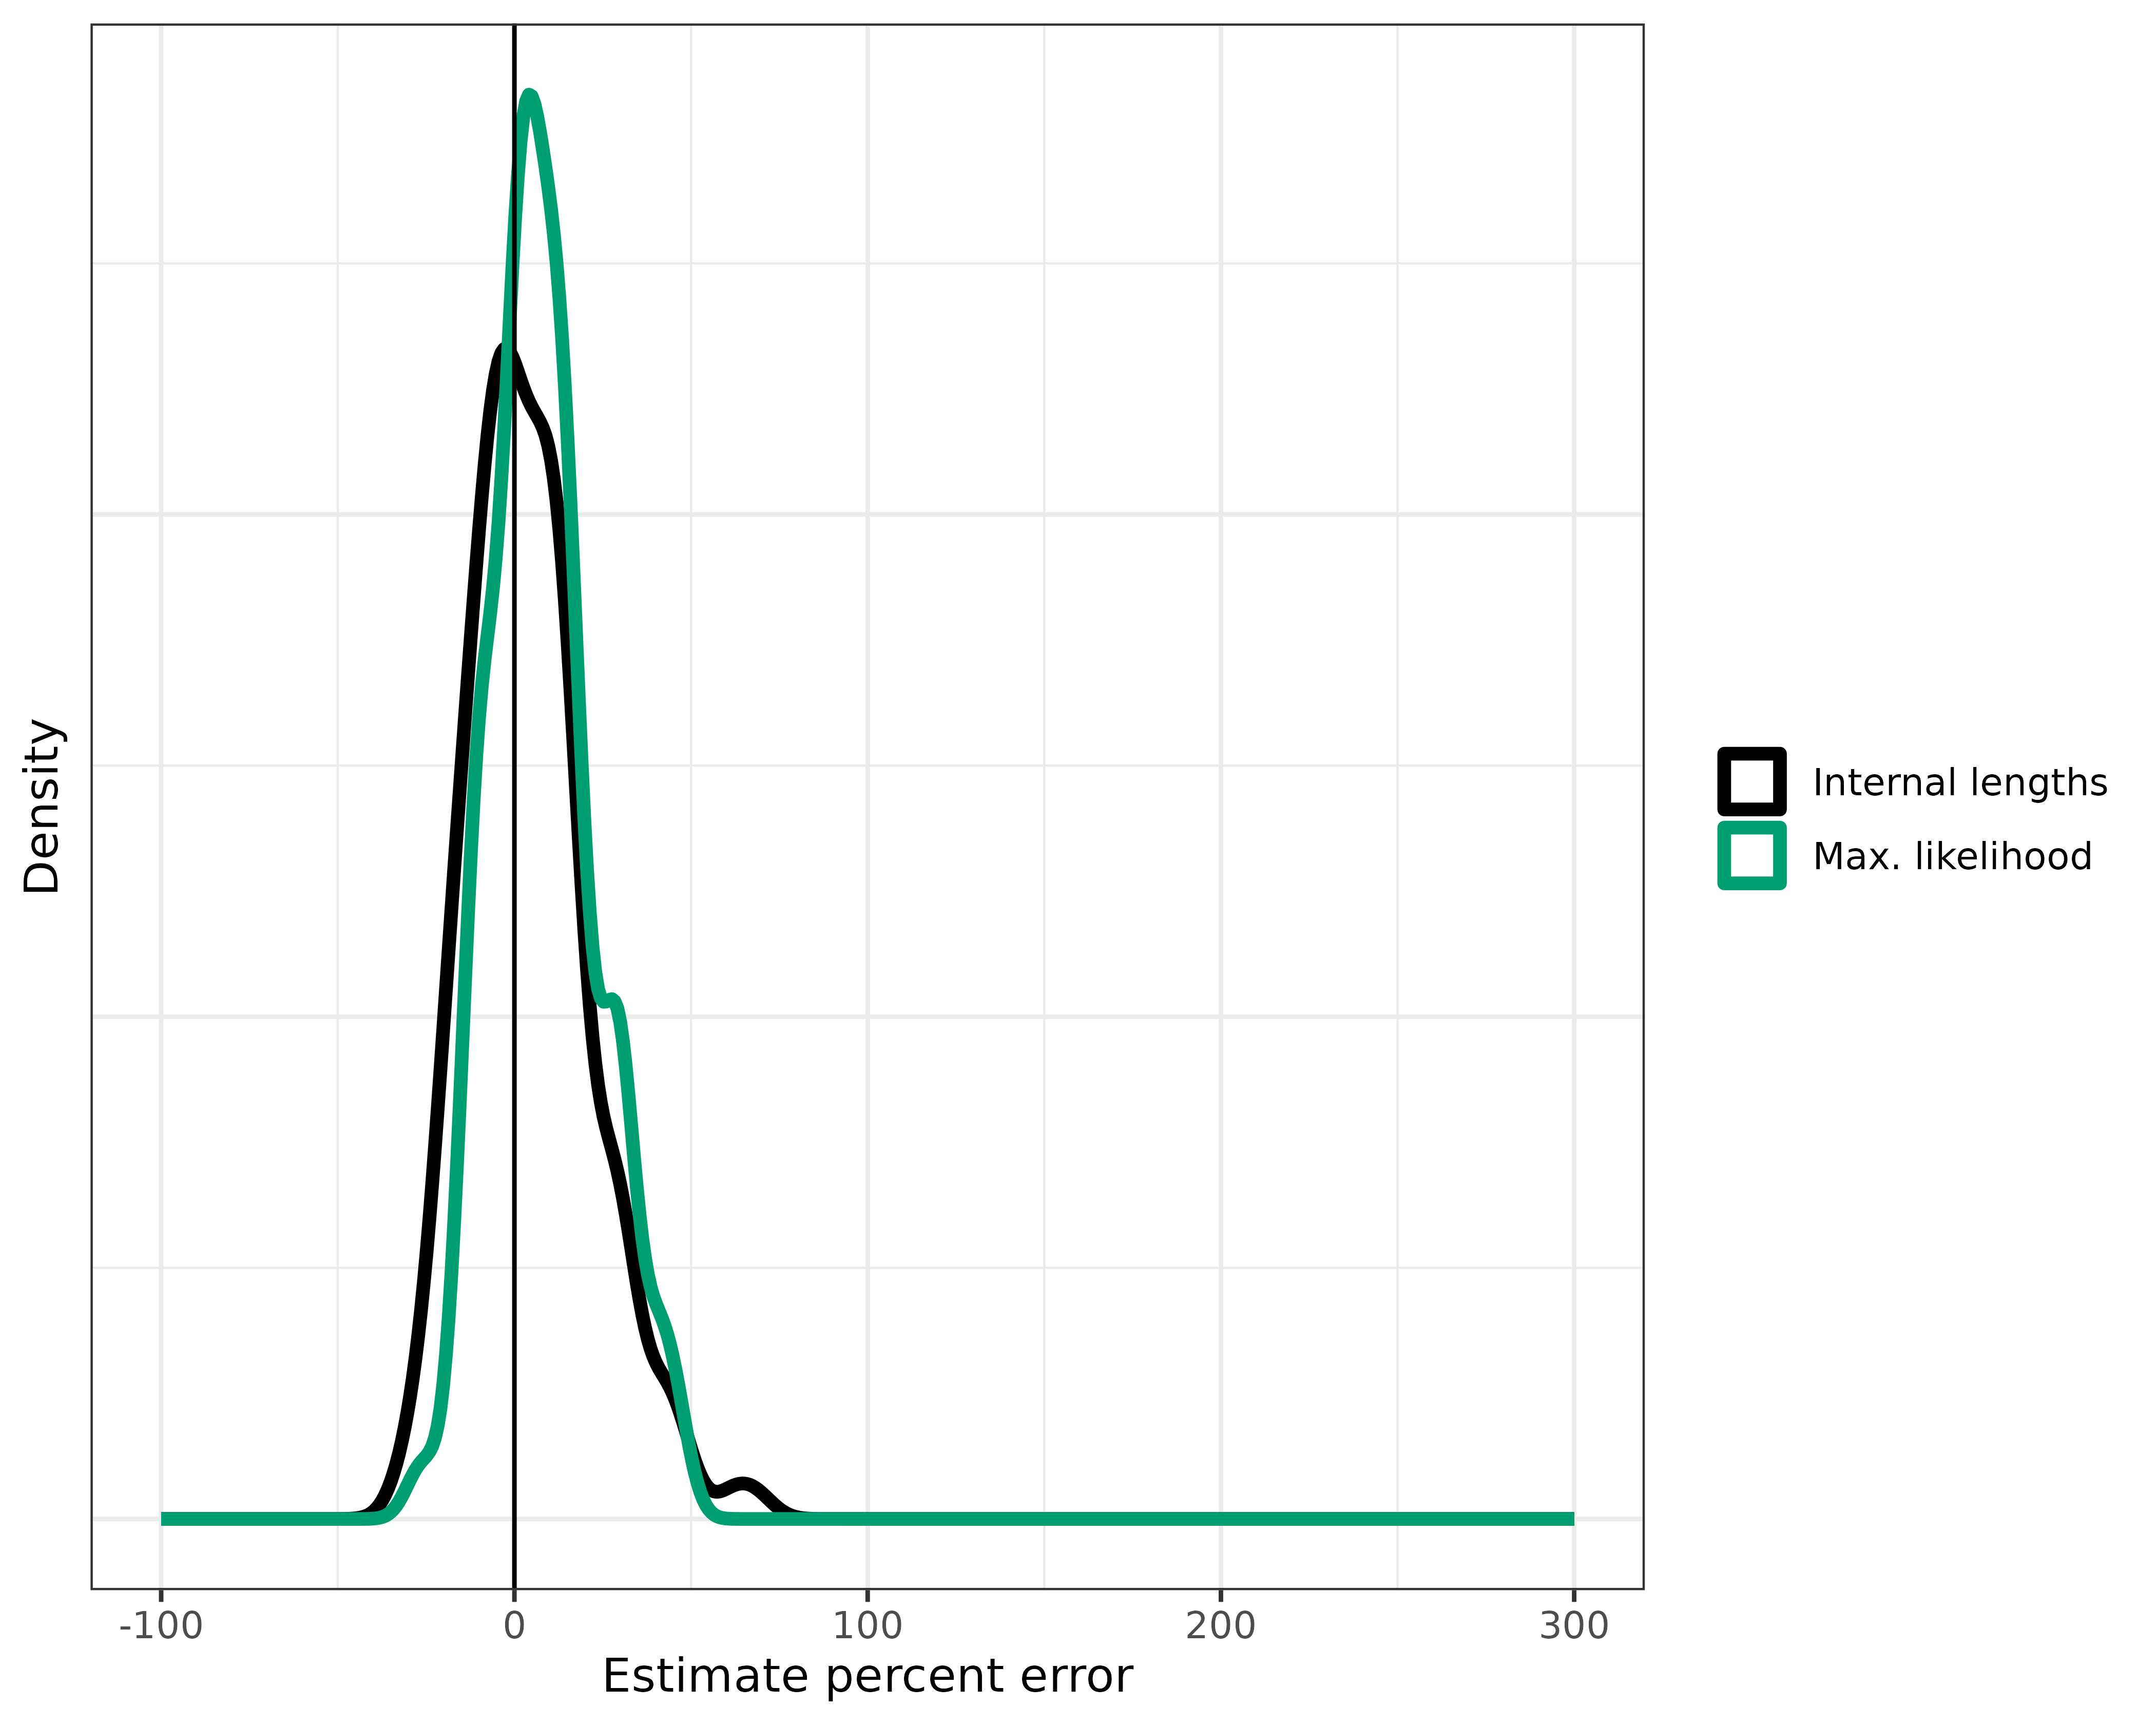 Density
Internal lengths
Max. likelihood
-100 0 100 200 300
Estimate percent error